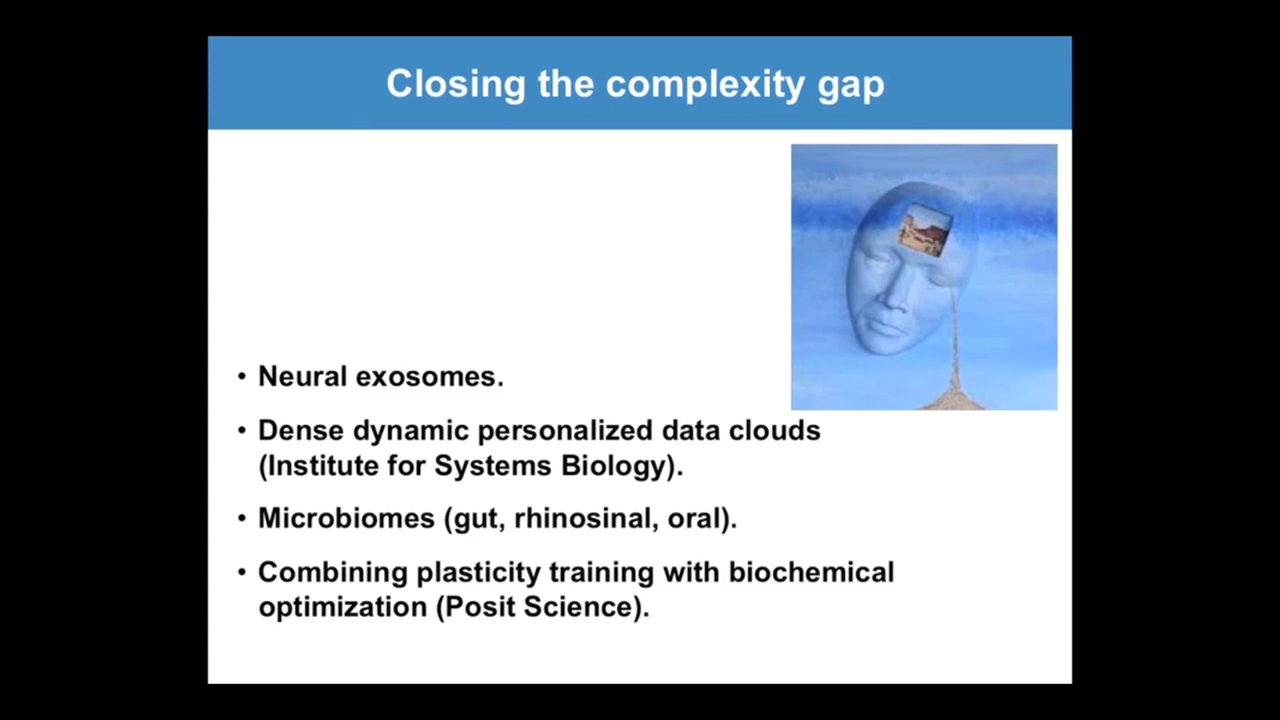 Closing the complexity gap
• Neural exosomes.
• Dense dynamic personalized data clouds
(Institute for Systems Biology).
• Microbiomes (gut, rhinosinal, oral).
• Combining plasticity training with biochemical
optimization (Posit Science).